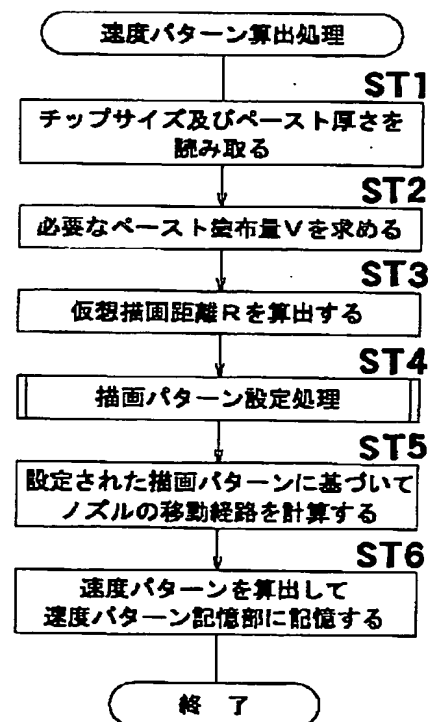 速度パターン算出処理
ST1
チップサイズ及びペースト厚さを
読み取る
ST2
必要なペースト塗布量Vを求める
ST3
仮想描画距離Rを算出する
ST4
描画パターン設定処理
ST5
設定された描画パターンに基づいて
ノズルの移動経路を計算する
ST6
速度パターンを算出して
速度パターン記憶部に記憶する
終 了